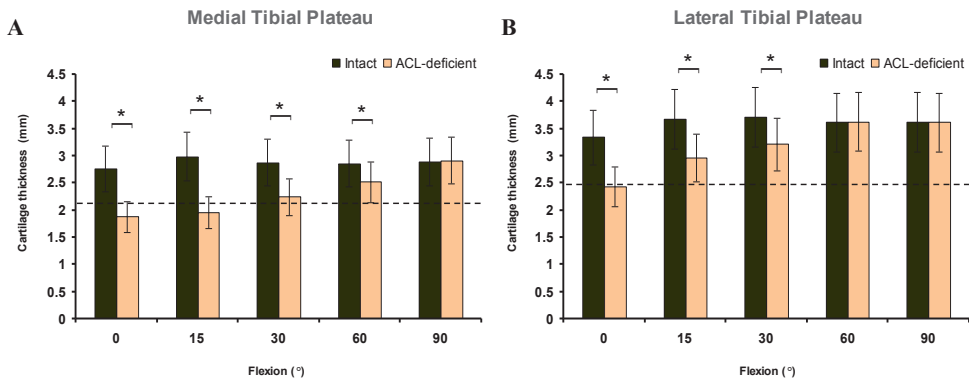 Medial Tibial Plateau
A
Intact ACL-deficient
Cartilage thickness (mm)
4.5
4
3.5
3
2.5
2
1.5
1
0.5
0
* * * *
0 15 30 60 90
Flexion (°)
Lateral Tibial Plateau
B
Intact ACL-deficient
Cartilage thickness (mm)
4.5
4
3.5
3
2.5
2
1.5
1
0.5
0
* * *
0 15 30 60 90
Flexion (°)